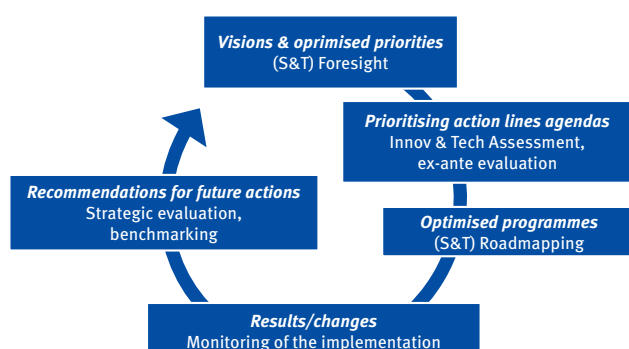 Visions & oprimised priorities
(S&T) Foresight
Prioritising action lines agendas
Innov & Tech Assessment,
ex-ante evaluation
Recommendations for future actions
Strategic evaluation,
benchmarking
Optimised programmes
(S&T) Roadmapping
Results/changes
Monitoring of the implementation